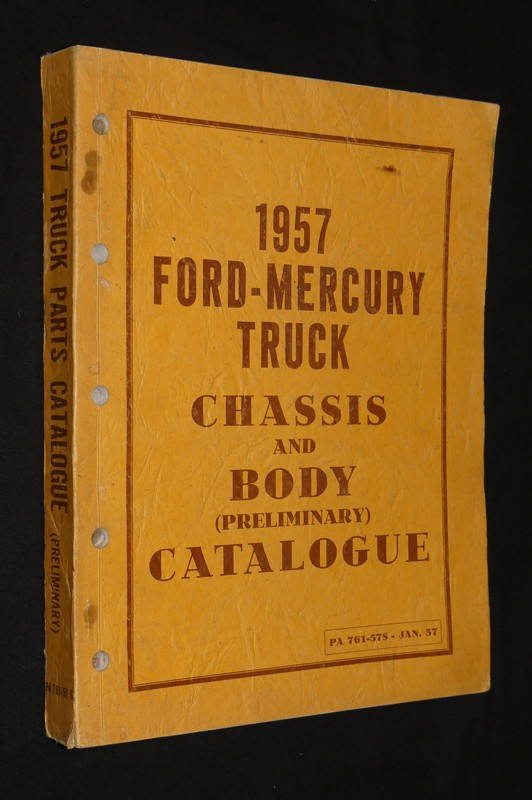 1957
FORD-MERCURY
TRUCK
CHASSIS
AND
BODY
(PRELIMINARY)
CATALOGUE
PA 761-57S - JAN. 57
1957 TRUCK PARTS CATALOGUE (PRELIMINARY)